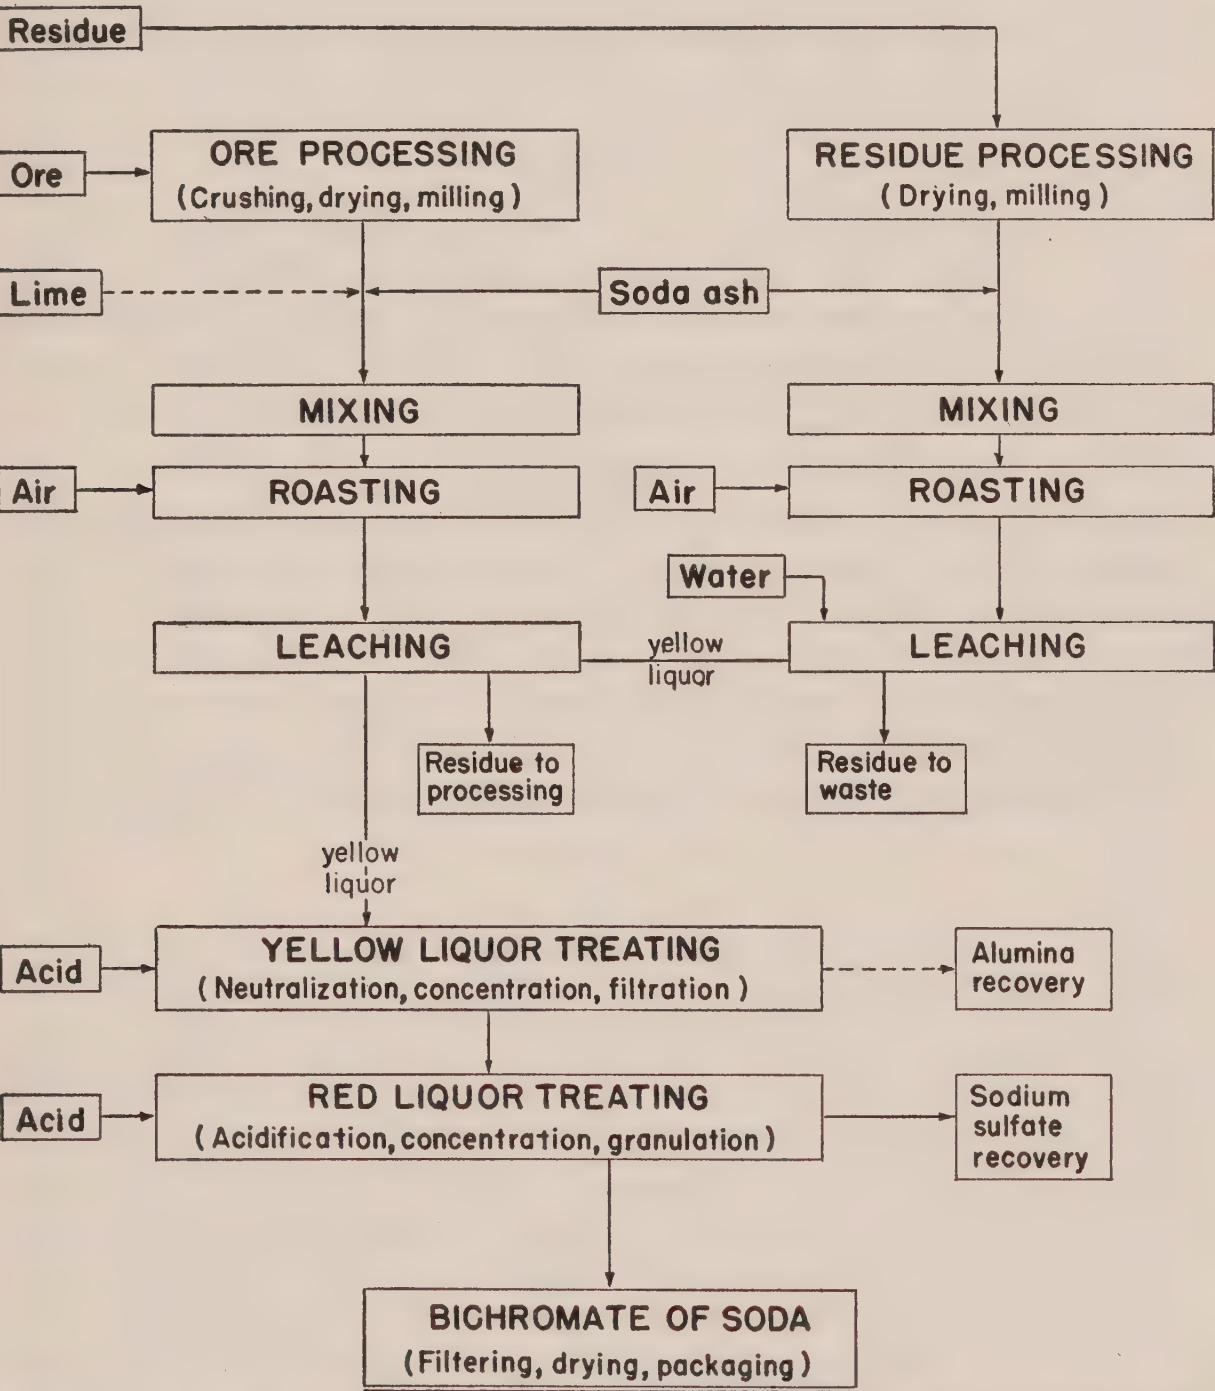 Residue
ORE PROCESSING
(Crushing, drying, milling)
RESIDUE PROCESSING
(Drying, milling)
Ore
Lime
Soda ash
MIXING
MIXING
Air
ROASTING
Air
ROASTING
Water
LEACHING
yellow
liquor
LEACHING
Residue to
processing
Residue to
waste
yellow
liquor
Acid
YELLOW LIQUOR TREATING
(Neutralization, concentration, filtration)
Alumina
recovery
Acid
RED LIQUOR TREATING
(Acidification, concentration, granulation)
Sodium
sulfate
recovery
BICHROMATE OF SODA
(Filtering, drying, packaging)